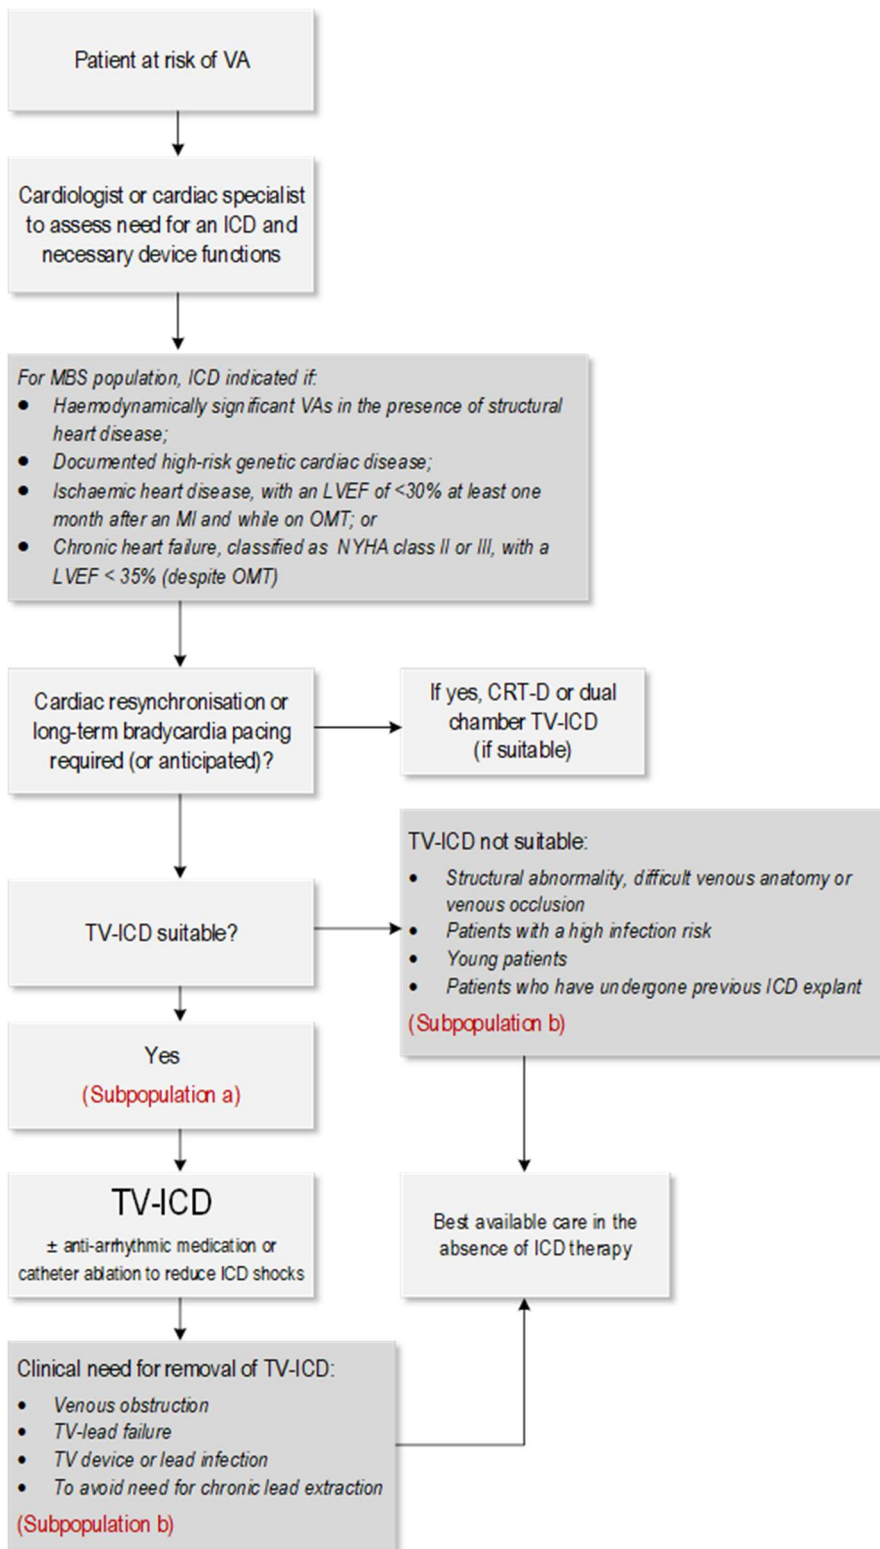 Patient at risk of VA
Cardiologist or cardiac specialist
to assess need for an ICD and
necessary device functions
For MBS population, ICD indicated if:
● Haemodynamically significant VAs in the presence of structural
heart disease;
● Documented high-risk genetic cardiac disease;
● Ischaemic heart disease, with an LVEF of <30% at least one
month after an MI and while on OMT; or
● Chronic heart failure, classified as NYHA class II or III, with a
LVEF < 35% (despite OMT)
Cardiac resynchronisation or
long-term bradycardia pacing
required (or anticipated)?
If yes, CRT-D or dual
chamber TV-ICD
(if suitable)
TV-ICD suitable?
TV-ICD not suitable:
• Structural abnormality, difficult venous anatomy or
venous occlusion
• Patients with a high infection risk
• Young patients
• Patients who have undergone previous ICD explant
(Subpopulation b)
Yes
(Subpopulation a)
TV-ICD
± anti-arrhythmic medication or
catheter ablation to reduce ICD shocks
Best available care in the
absence of ICD therapy
Clinical need for removal of TV-ICD:
• Venous obstruction
• TV-lead failure
• TV device or lead infection
• To avoid need for chronic lead extraction
(Subpopulation b)